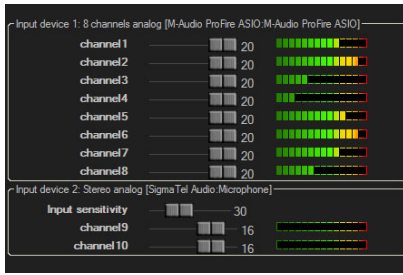 Input device 1: 8 channels analog [M-Audio ProFire ASIO:M-Audio ProFire ASIO]
channel1 20
channel2 20
channel3 20
channel4 20
channel5 20
channel6 20
channel7 20
channel8 20
Input device 2: Stereo analog [SigmaTel Audio:Microphone]
Input sensitivity 30
channel9 16
channel10 16